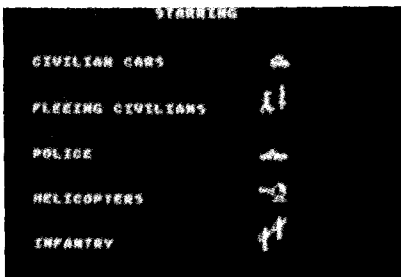 STARRING
CIVILIAN CARS
FLEEING CIVILIANS
POLICE
HELICOPTERS
INFANTRY